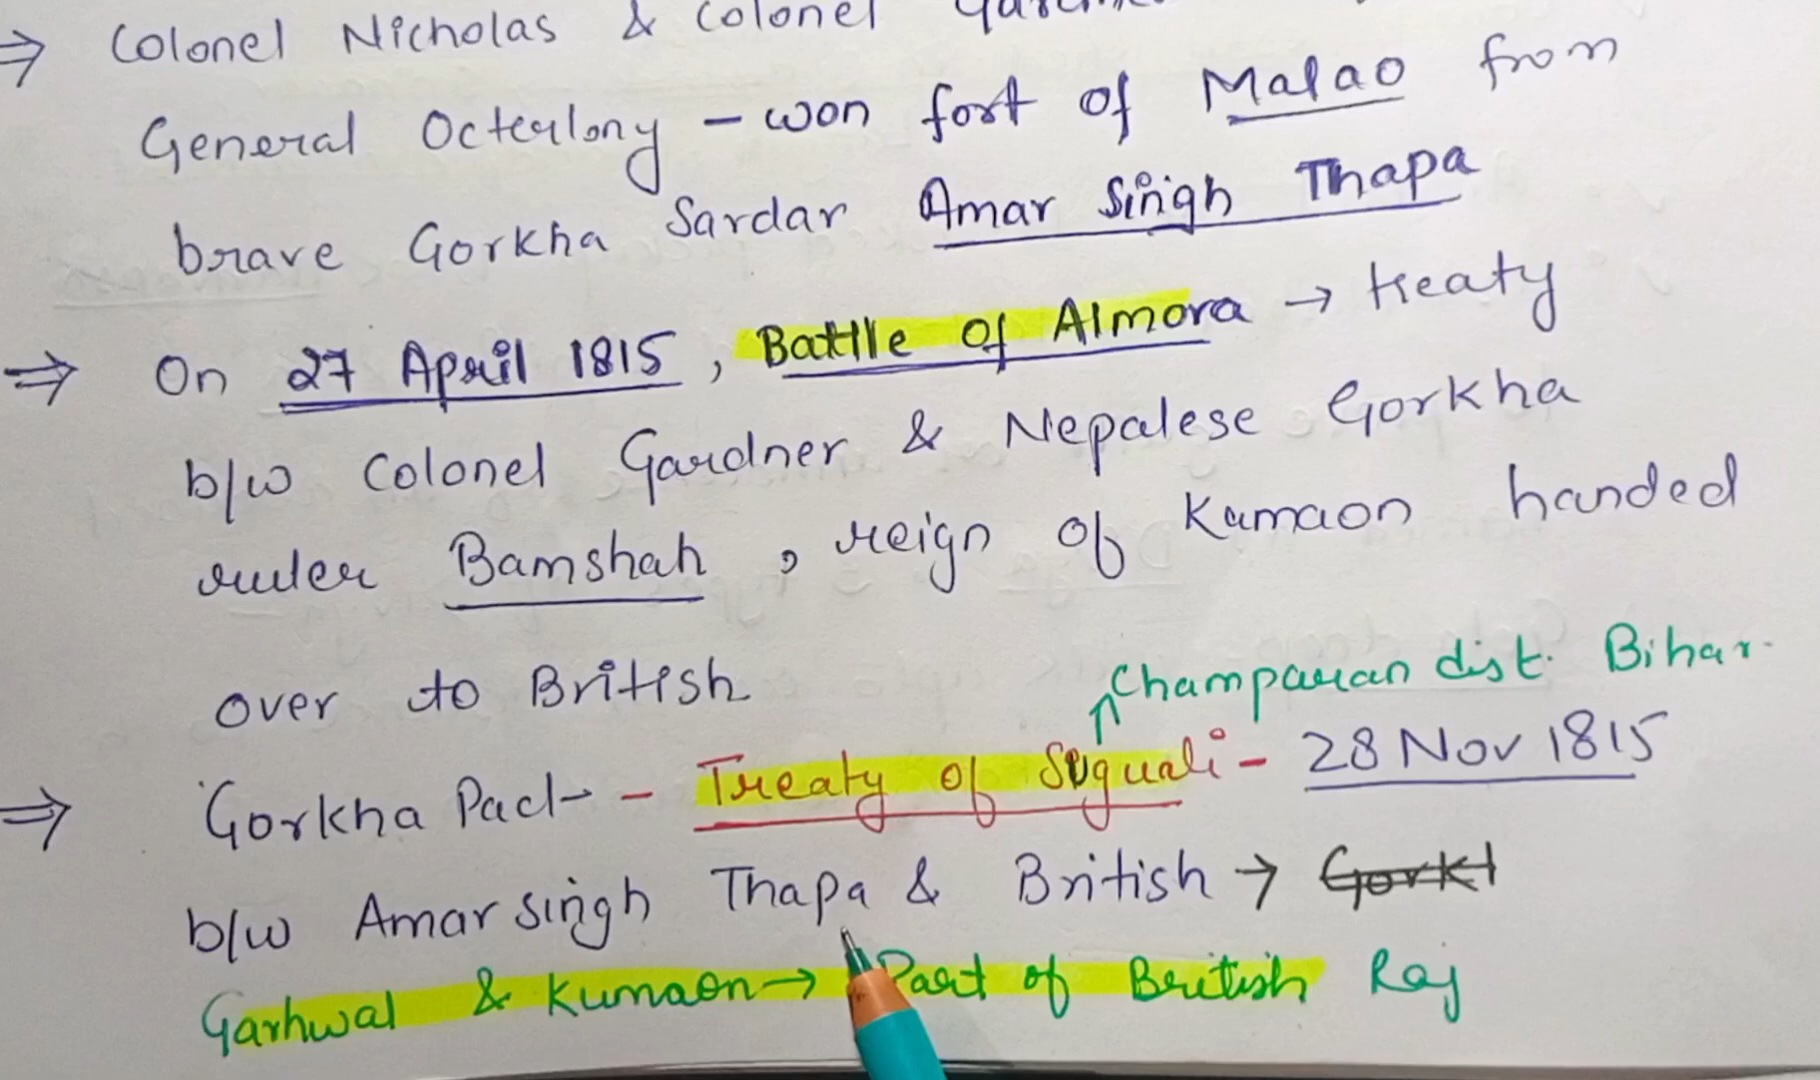 ⇒ Colonel Nicholas & Colonel
General Octerlony - won fort of Malao from
brave Gorkha Sardar Amar Singh Thapa
⇒ On 27 April 1815, Battle of Almora → treaty
b/w Colonel Gardner & Nepalese Gorkha
ruler Bamshah, reign of Kumaon handed
over to British
↑ Champaran dist. Bihar.
⇒ Gorkha Pact - Treaty of Suguali - 28 Nov 1815
b/w Amar singh Thapa & British → Gorkh
Garhwal & Kumaon → Part of British Raj